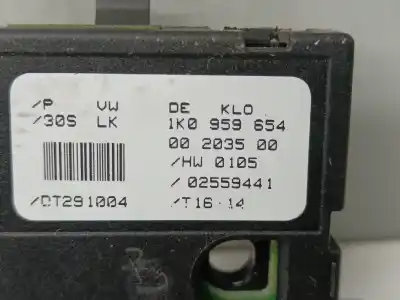 /P VW DE KLO
/30S LK 1K0 959 654
00 2035 00
/HW 0105
/02559441
/DT291004 /T16:14